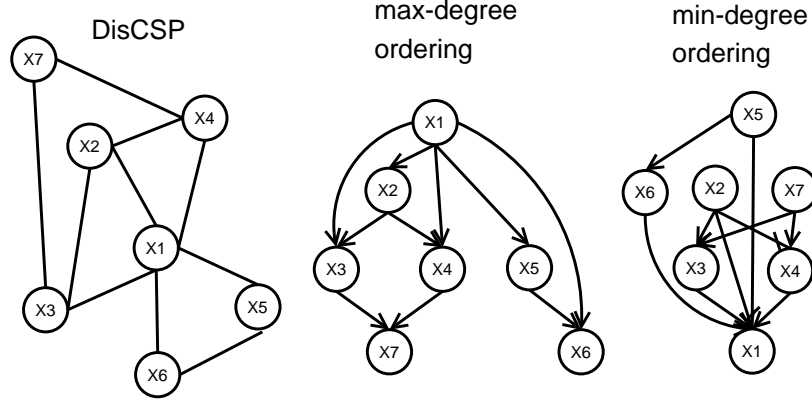 DisCSP
X7
X4
X2
X1
X3
X5
X6
max-degree
ordering
X1
X2
X3
X4
X5
X7
X6
min-degree
ordering
X5
X6
X2
X7
X3
X4
X1